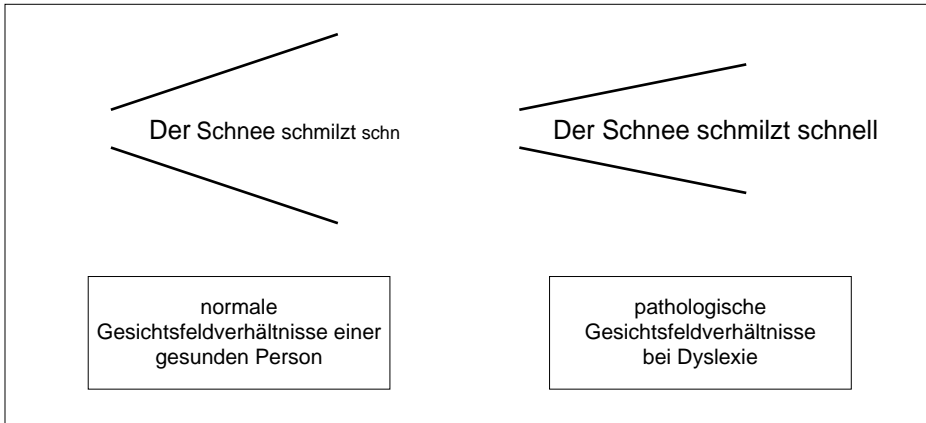 Der Schnee schmilzt schn
Der Schnee schmilzt schnell
normale
Gesichtsfeldverhältnisse einer
gesunden Person
pathologische
Gesichtsfeldverhältnisse
bei Dyslexie